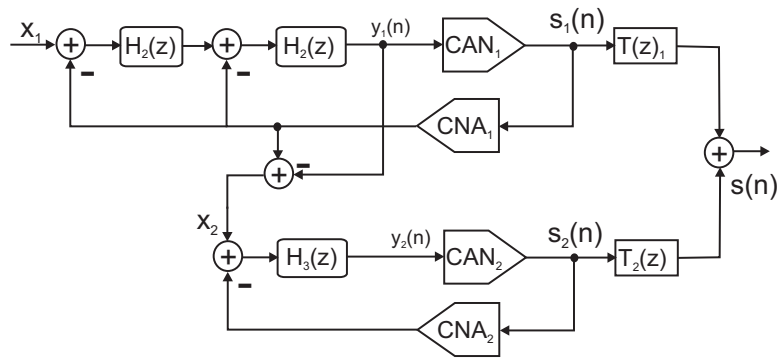 x₁
H₂(z)
H₂(z)
y₁(n)
CAN₁
s₁(n)
T(z)₁
CNA₁
s(n)
x₂
H₃(z)
y₂(n)
CAN₂
s₂(n)
T₂(z)
CNA₂